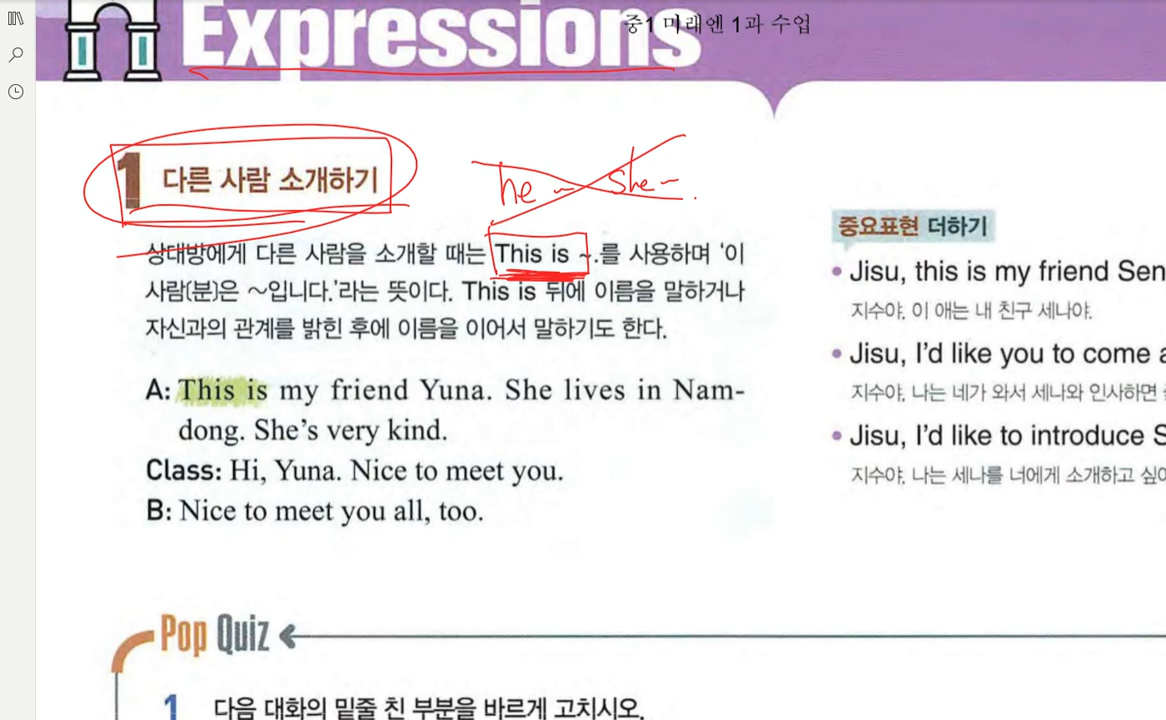 Expressions
중1 미래엔 1과 수업
1 다른 사람 소개하기
he ~ she ~.
상대방에게 다른 사람을 소개할 때는 This is ~.를 사용하며 '이
사람(분)은 ~입니다.'라는 뜻이다. This is 뒤에 이름을 말하거나
자신과의 관계를 밝힌 후에 이름을 이어서 말하기도 한다.
A: This is my friend Yuna. She lives in Nam-
dong. She's very kind.
Class: Hi, Yuna. Nice to meet you.
B: Nice to meet you all, too.
중요표현 더하기
• Jisu, this is my friend Sen
지수야, 이 애는 내 친구 세나야.
• Jisu, I'd like you to come a
지수야, 나는 네가 와서 세나와 인사하면
• Jisu, I'd like to introduce S
지수야, 나는 세나를 너에게 소개하고 싶어
Pop Quiz
1 다음 대화의 밑줄 친 부분을 바르게 고치시오.